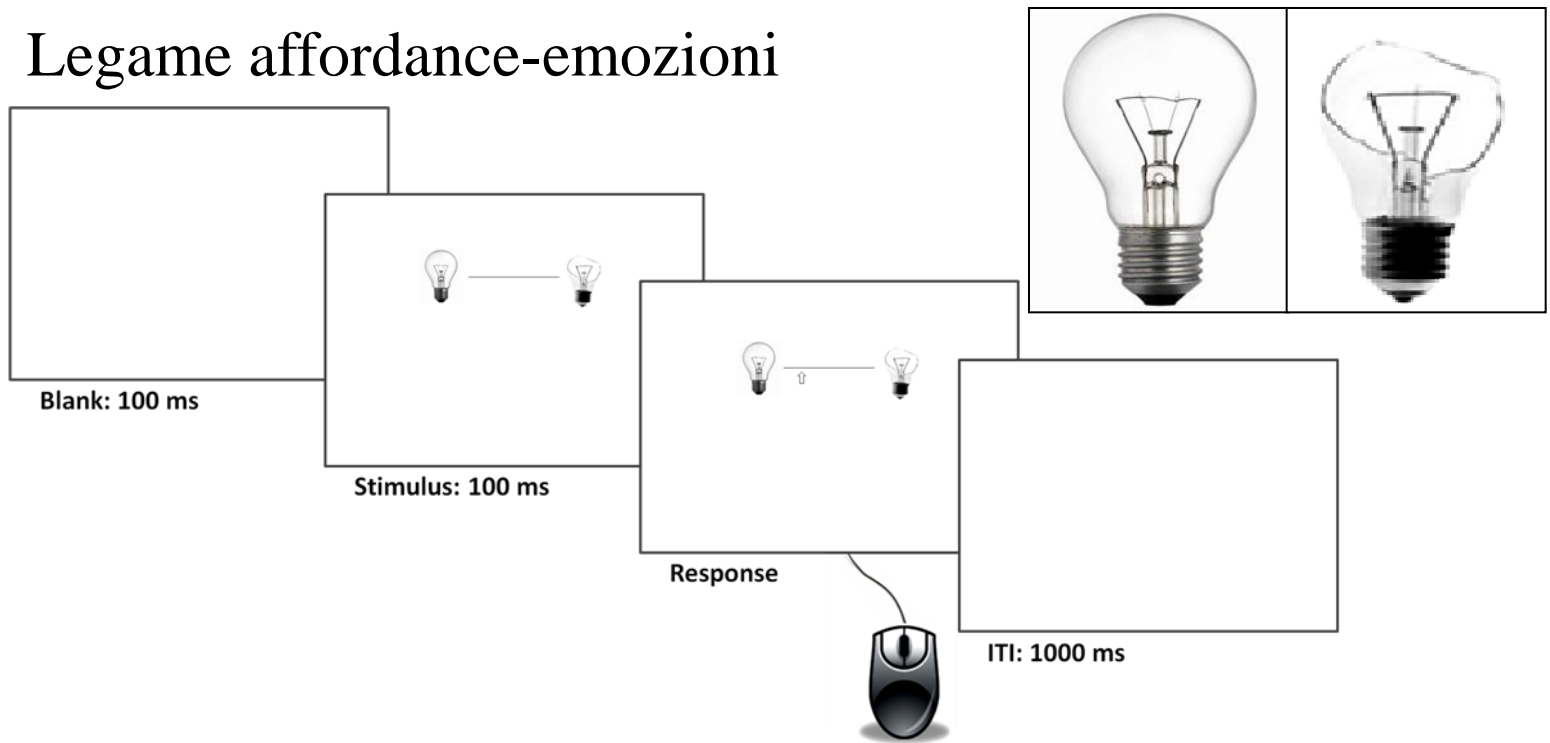 Legame affordance-emozioni
Blank: 100 ms
Stimulus: 100 ms
Response
ITI: 1000 ms